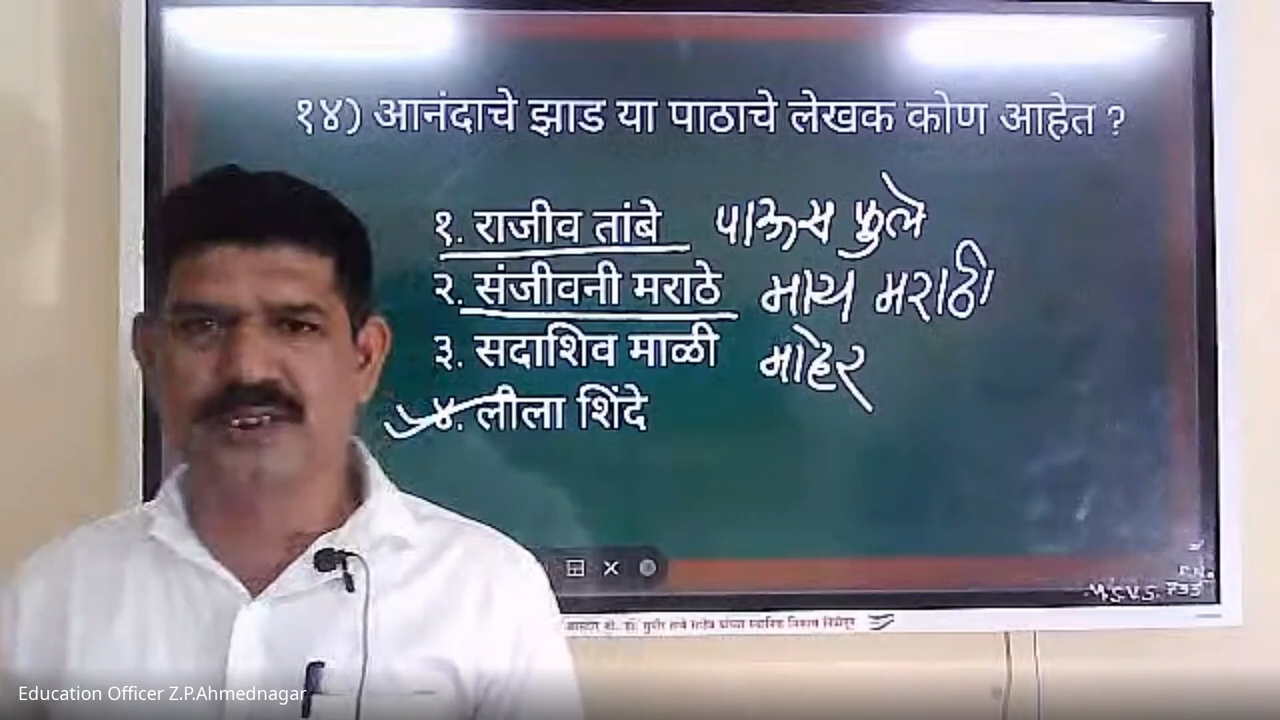 १४) आनंदाचे झाड या पाठाचे लेखक कोण आहेत ?
१. राजीव तांबे पाऊस फुले
२. संजीवनी मराठे माय मराठी
३. सदाशिव माळी माहेर
४. लीला शिंदे
Education Officer Z.P.Ahmednagar